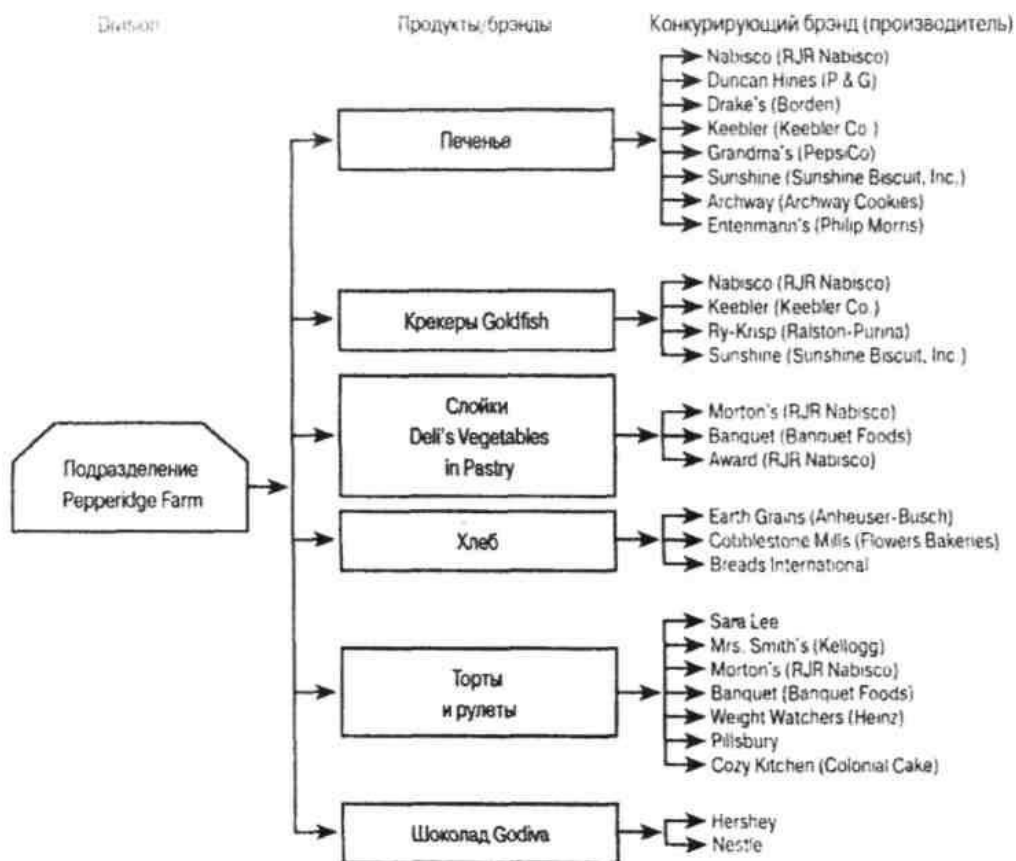 Division
Продукты/брэнды
Конкурирующий брэнд (производитель)
Подразделение
Pepperidge Farm
Печенье
Nabisco (RJR Nabisco)
Duncan Hines (P & G)
Drake's (Borden)
Keebler (Keebler Co.)
Grandma's (PepsiCo)
Sunshine (Sunshine Biscuit, Inc.)
Archway (Archway Cookies)
Entenmann's (Philip Morris)
Крекеры Goldfish
Nabisco (RJR Nabisco)
Keebler (Keebler Co.)
Ry-Krisp (Ralston-Purina)
Sunshine (Sunshine Biscuit, Inc.)
Слойки
Deli's Vegetables
in Pastry
Morton's (RJR Nabisco)
Banquet (Banquet Foods)
Award (RJR Nabisco)
Хлеб
Earth Grains (Anheuser-Busch)
Cobblestone Mills (Flowers Bakeries)
Breads International
Торты
и рулеты
Sara Lee
Mrs. Smith's (Kellogg)
Morton's (RJR Nabisco)
Banquet (Banquet Foods)
Weight Watchers (Heinz)
Pillsbury
Cozy Kitchen (Colonial Cake)
Шоколад Godiva
Hershey
Nestle